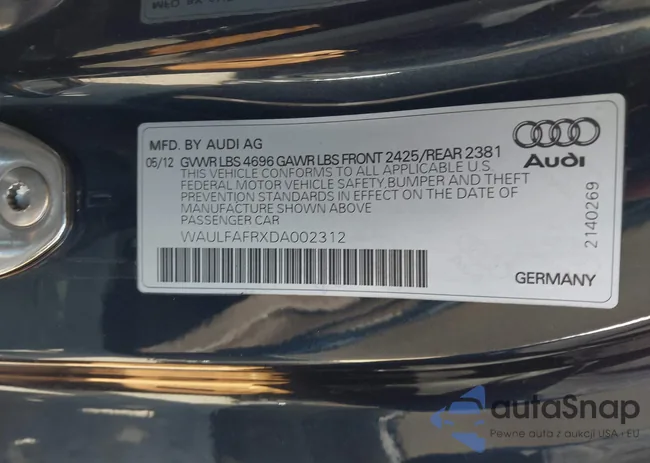 MFD. BY AUDI AG
05/12 GVWR LBS 4696 GAWR LBS FRONT 2425/REAR 2381
THIS VEHICLE CONFORMS TO ALL APPLICABLE U.S.
FEDERAL MOTOR VEHICLE SAFETY, BUMPER AND THEFT
PREVENTION STANDARDS IN EFFECT ON THE DATE OF
MANUFACTURE SHOWN ABOVE
PASSENGER CAR
WAULFAFRXDA002312
Audi
2140269
GERMANY
autaSnap
Pewne auta z aukcji USA i EU